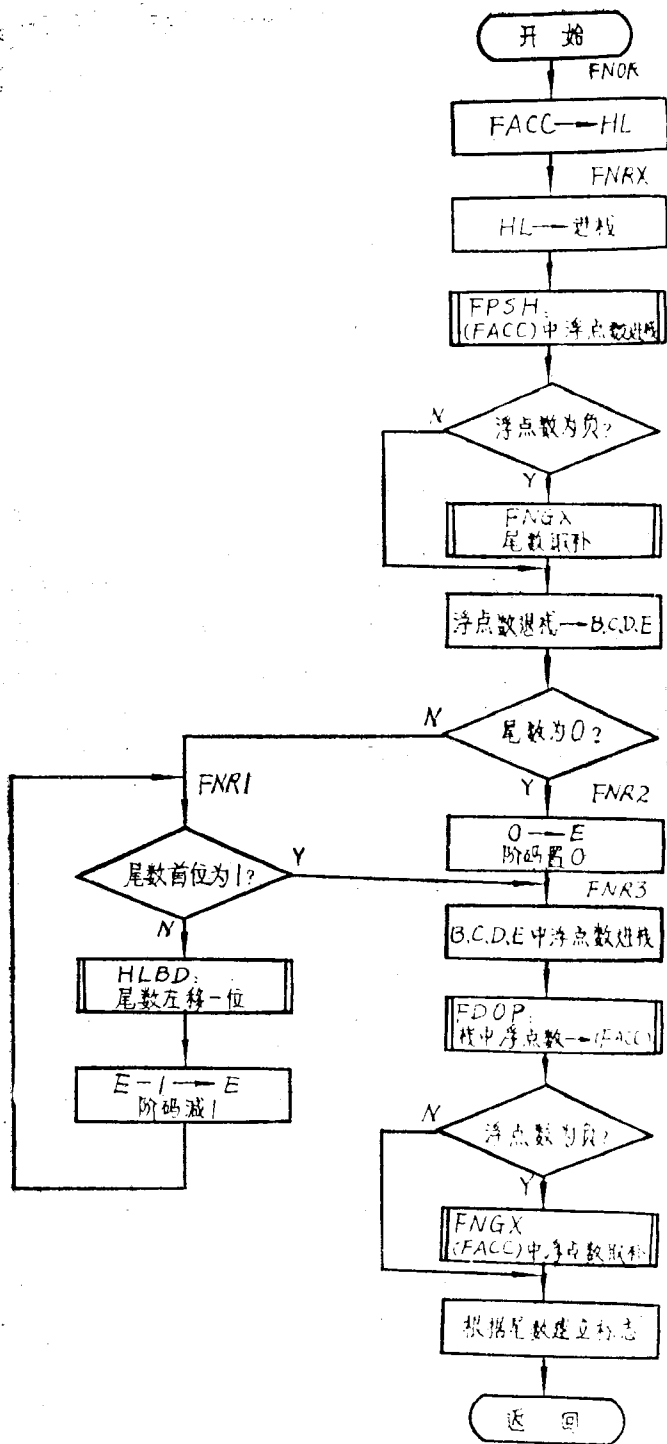 开 始
FNOR
FACC→HL
FNRX
HL→进栈
FPSH:
(FACC)中浮点数进栈
N
浮点数为负?
Y
FNGX
尾数取补
浮点数退栈→B.C.D.E
N
尾数为0?
Y
FNR1
FNR2
0→E
阶码置0
尾数首位为1?
Y
FNR3
N
B.C.D.E中浮点数进栈
HLBD:
尾数左移一位
FDOP:
栈中浮点数→(FACC)
E-1→E
阶码减1
N
浮点数为负?
Y
FNGX
(FACC)中浮点数取补
根据尾数建立标志
返 回